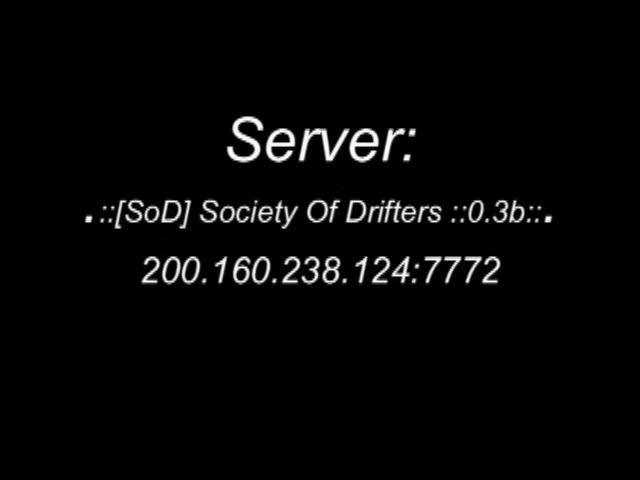 Server:
.::[SoD] Society Of Drifters ::0.3b::.
200.160.238.124:7772